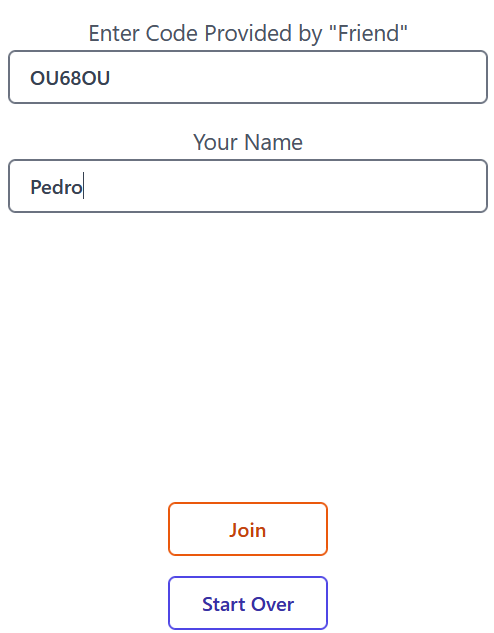 Enter Code Provided by "Friend"
OU68OU
Your Name
Pedro
Join
Start Over